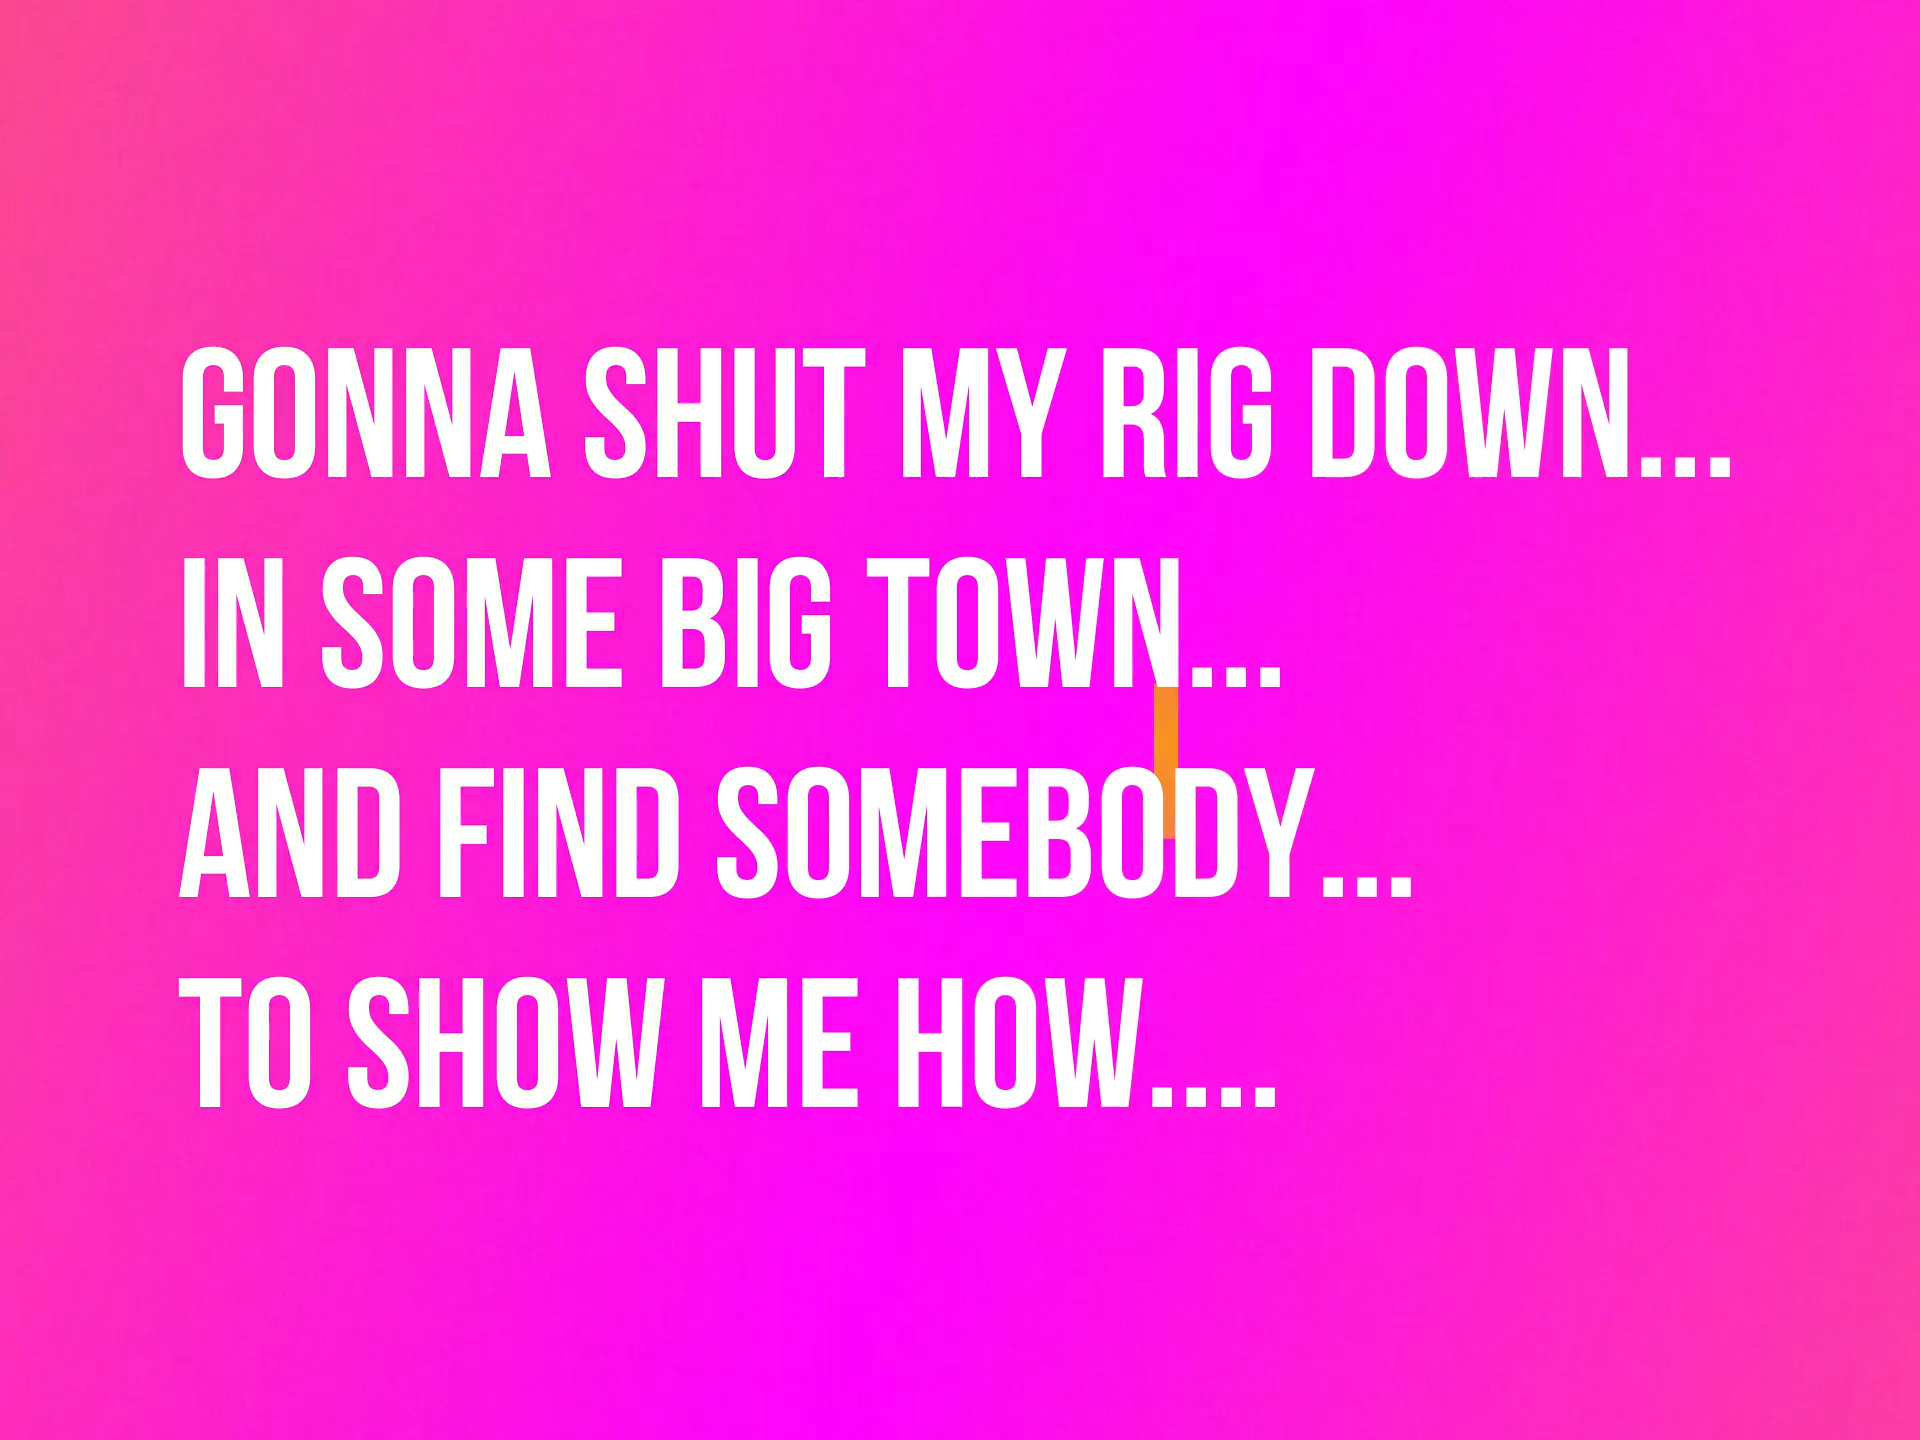 GONNA SHUT MY RIG DOWN...
IN SOME BIG TOWN...
AND FIND SOMEBODY...
TO SHOW ME HOW....